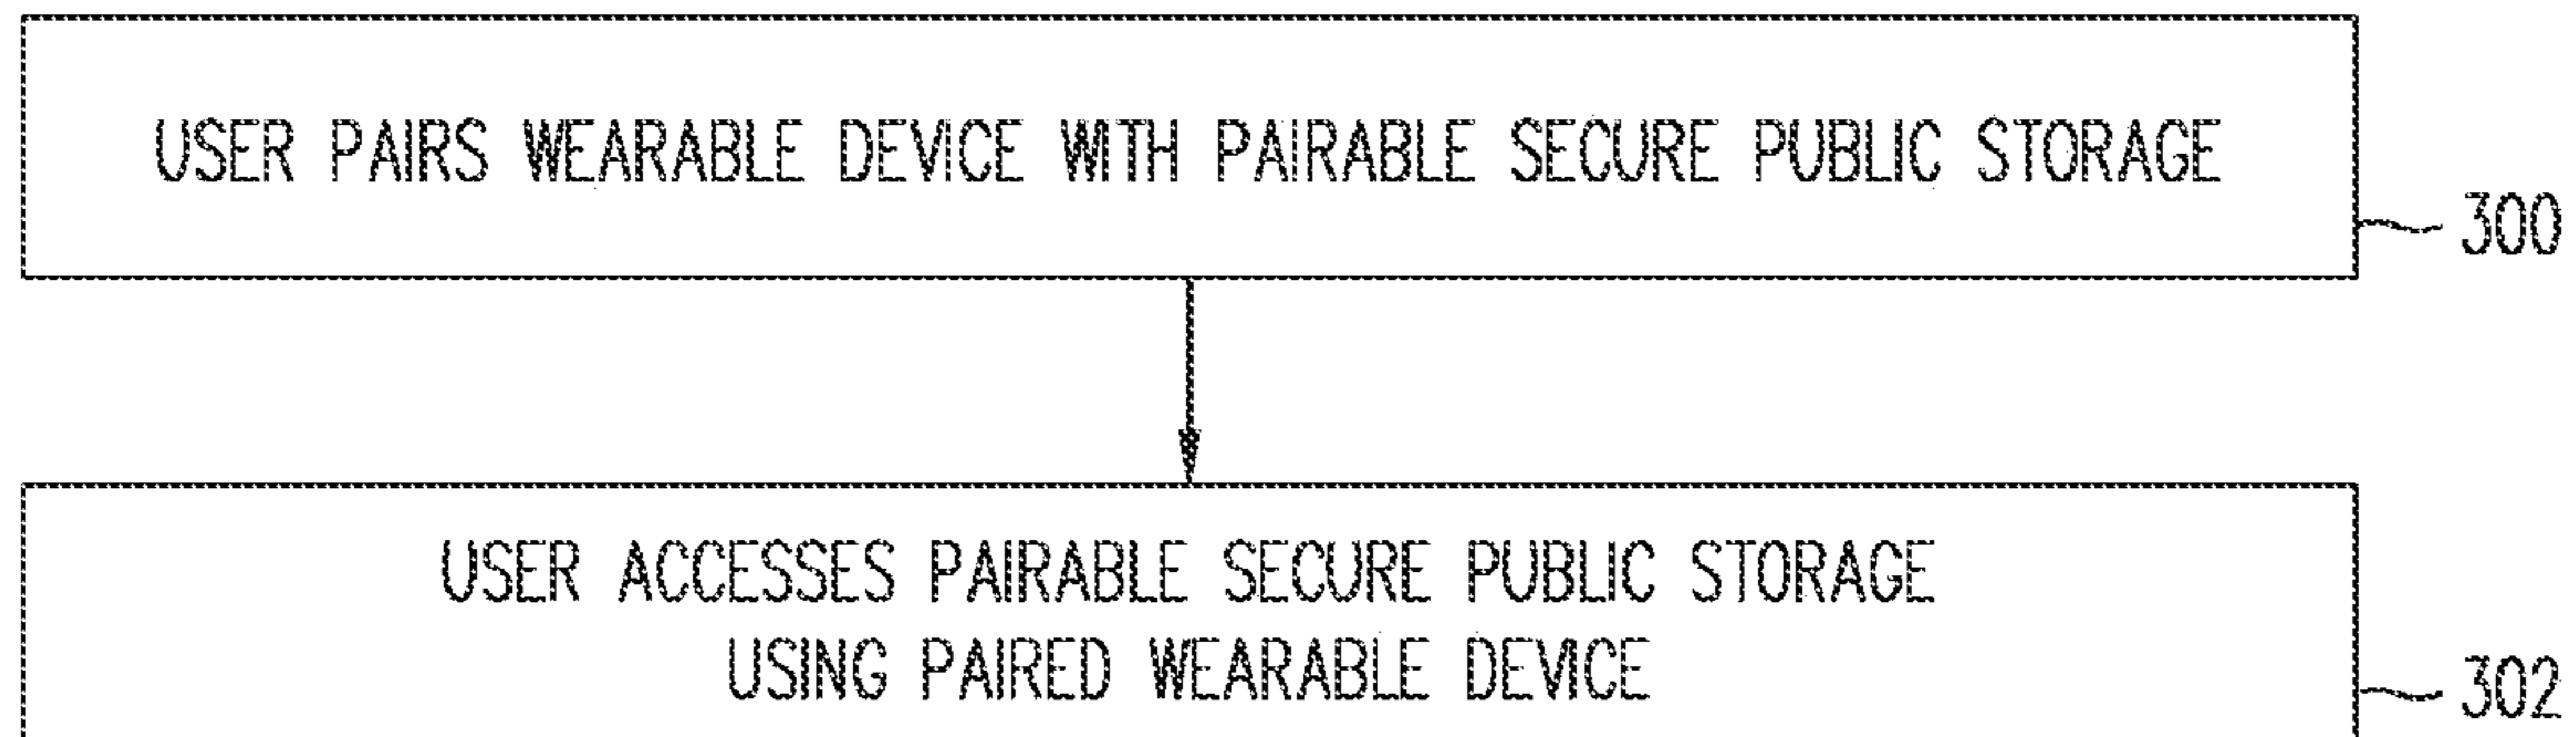 USER PAIRS WEARABLE DEVICE WITH PAIRABLE SECURE PUBLIC STORAGE
300
USER ACCESSES PAIRABLE SECURE PUBLIC STORAGE
USING PAIRED WEARABLE DEVICE
302